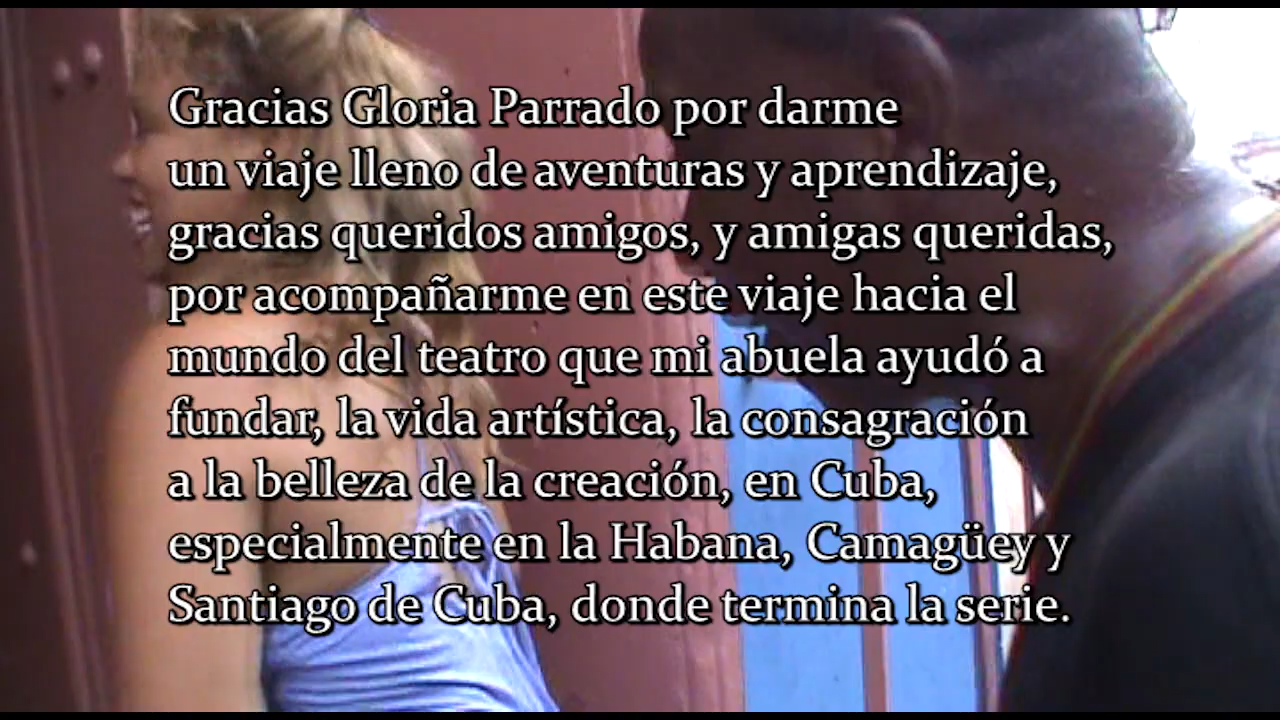 Gracias Gloria Parrado por darme
un viaje lleno de aventuras y aprendizaje,
gracias queridos amigos, y amigas queridas,
por acompañarme en este viaje hacia el
mundo del teatro que mi abuela ayudó a
fundar, la vida artística, la consagración
a la belleza de la creación, en Cuba,
especialmente en la Habana, Camagüey y
Santiago de Cuba, donde termina la serie.